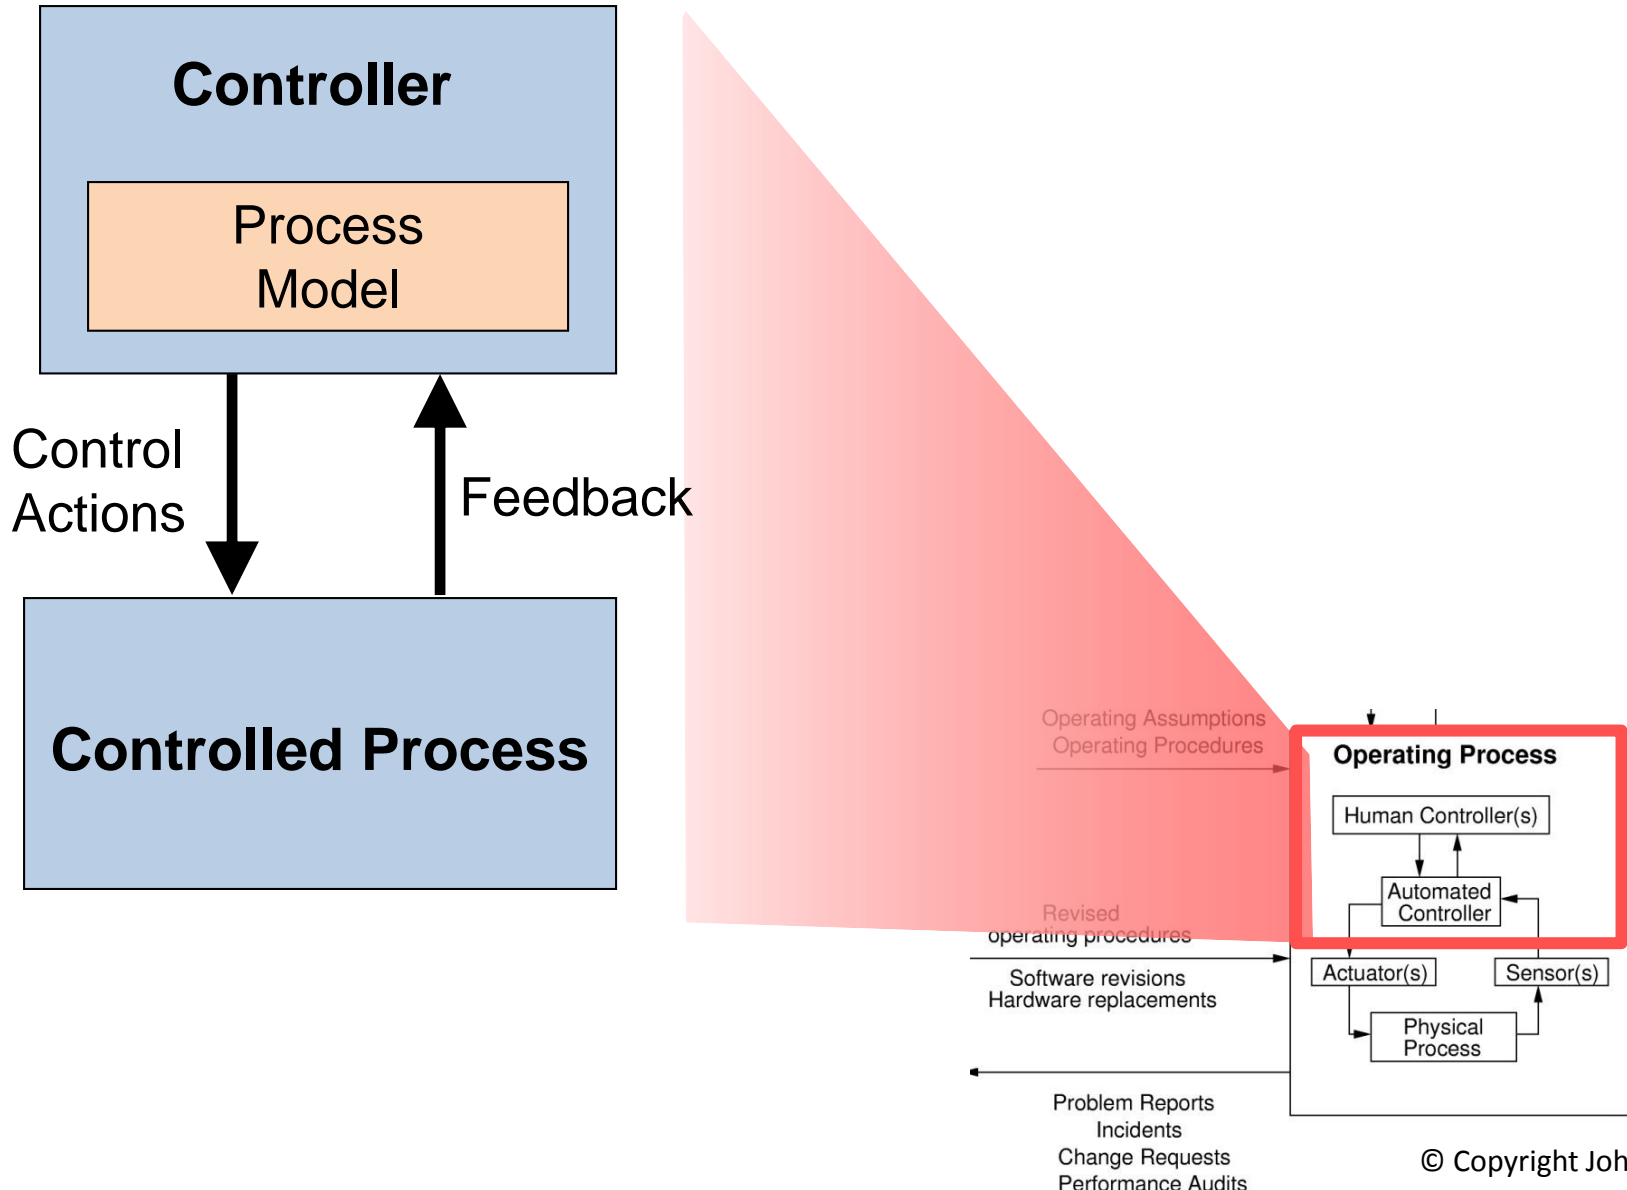 Controller
Process
Model
Control
Actions
Feedback
Controlled Process
Operating Assumptions
Operating Procedures
Operating Process
Human Controller(s)
Automated
Controller
Revised
operating procedures
Software revisions
Hardware replacements
Actuator(s)
Sensor(s)
Physical
Process
Problem Reports
Incidents
Change Requests
Performance Audits
© Copyright Joh